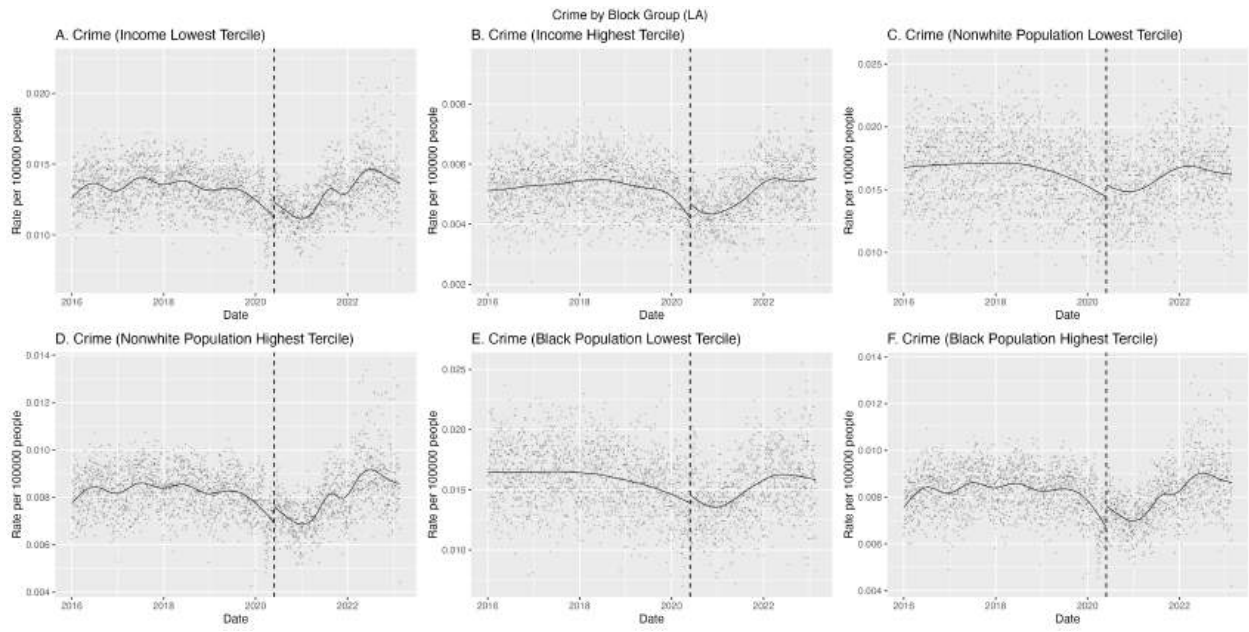 Crime by Block Group (LA)
A. Crime (Income Lowest Tercile)
Rate per 100000 people
0.020
0.015
0.010
2016 2018 2020 2022
Date
B. Crime (Income Highest Tercile)
Rate per 100000 people
0.008
0.006
0.004
0.002
2016 2018 2020 2022
Date
C. Crime (Nonwhite Population Lowest Tercile)
Rate per 100000 people
0.025
0.020
0.015
0.010
2016 2018 2020 2022
Date
D. Crime (Nonwhite Population Highest Tercile)
Rate per 100000 people
0.014
0.012
0.010
0.008
0.006
0.004
2016 2018 2020 2022
Date
E. Crime (Black Population Lowest Tercile)
Rate per 100000 people
0.025
0.020
0.015
0.010
2016 2018 2020 2022
Date
F. Crime (Black Population Highest Tercile)
Rate per 100000 people
0.014
0.012
0.010
0.008
0.006
0.004
2016 2018 2020 2022
Date